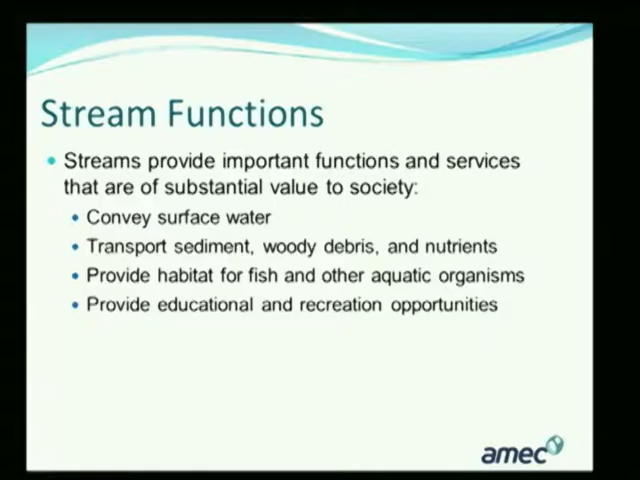 Stream Functions
Streams provide important functions and services
that are of substantial value to society:
Convey surface water
Transport sediment, woody debris, and nutrients
Provide habitat for fish and other aquatic organisms
Provide educational and recreation opportunities
amec